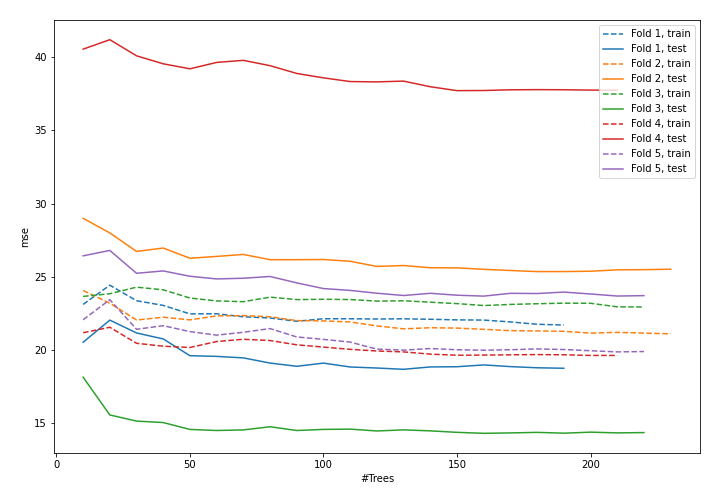 40
35
30
25
20
15
mse
0
50
100
150
200
#Trees
Fold 1, train
Fold 1, test
Fold 2, train
Fold 2, test
Fold 3, train
Fold 3, test
Fold 4, train
Fold 4, test
Fold 5, train
Fold 5, test